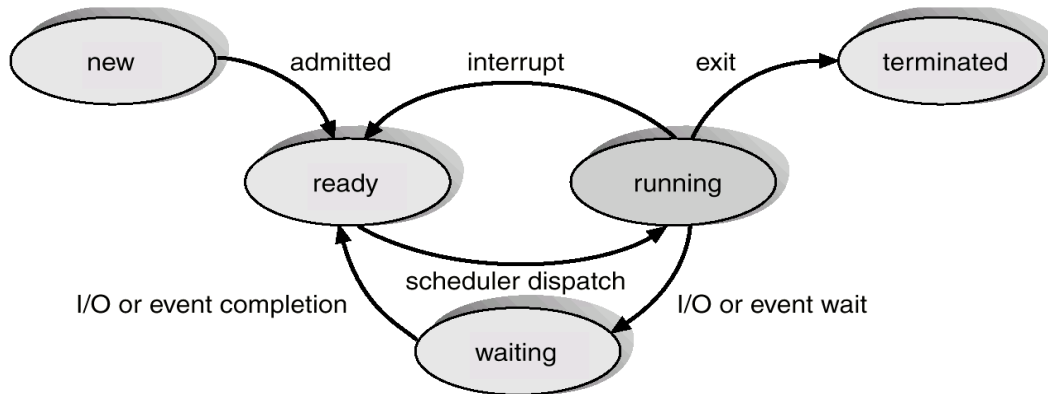 new
admitted
interrupt
exit
terminated
ready
running
scheduler dispatch
I/O or event completion
I/O or event wait
waiting